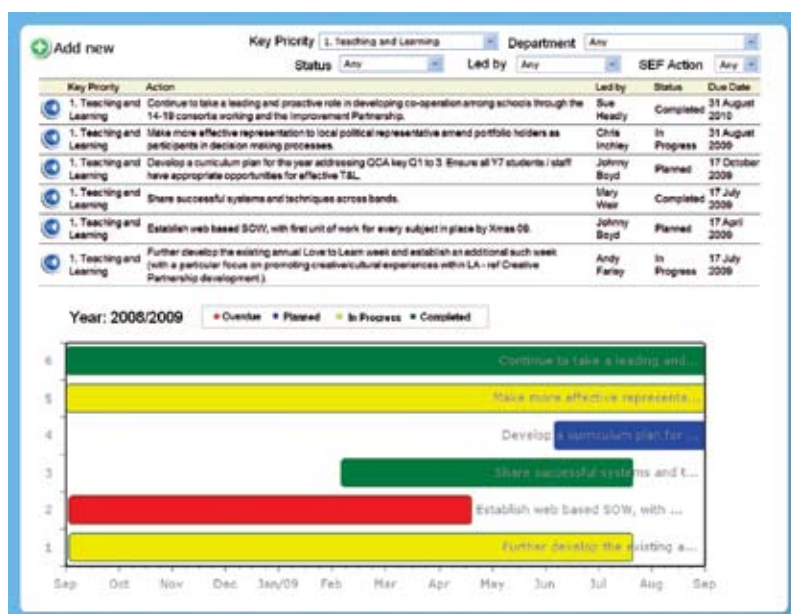 Add new
Key Priority 1. Teaching and Learning Department Any
Status Any Led by Any SEF Action Any
Key Priority Action Led by Status Due Date
1. Teaching and Learning
Continue to take a leading and proactive role in developing co-operation among schools through the
14-19 consortia working and the Improvement Partnership.
Sue Headly
Completed
31 August 2010
1. Teaching and Learning
Make more effective representation to local political representative amend portfolio holders as
participants in decision making processes.
Chris Inchley
In Progress
31 August 2009
1. Teaching and Learning
Develop a curriculum plan for the year addressing QCA key Q1 to 3. Ensure all Y7 students / staff
have appropriate opportunities for effective T&L.
Johnny Boyd
Planned
17 October 2009
1. Teaching and Learning
Share successful systems and techniques across bands.
Mary Weir
Completed
17 July 2009
1. Teaching and Learning
Establish web based SOW, with first unit of work for every subject in place by Xmas 09.
Johnny Boyd
Planned
17 April 2009
1. Teaching and Learning
Further develop the existing annual Love to Learn week and establish an additional such week
(with a particular focus on promoting creative/cultural experiences within LA - ref Creative
Partnership development ).
Andy Farley
In Progress
17 July 2009
Year: 2008/2009 Overdue Planned In Progress Completed
6 Continue to take a leading and...
5 Make more effective represente...
4 Develop a curriculum plan for ...
3 Share successful systems and t...
2 Establish web based SOW, with ...
1 Further develop the existing a...
Sep Oct Nov Dec Jan/09 Feb Mar Apr May Jun Jul Aug Sep